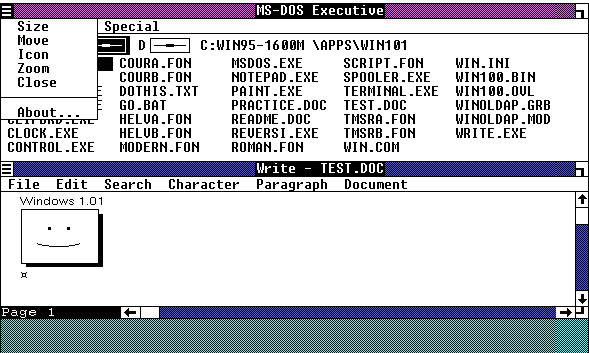 MS-DOS Executive
Size Special
Move D C:WIN95-1600M \APPS\WIN101
Icon
Zoom COURA.FON MSDOS.EXE SCRIPT.FON WIN.INI
Close COURB.FON NOTEPAD.EXE SPOOLER.EXE WIN100.BIN
DOTHIS.TXT PAINT.EXE TERMINAL.EXE WIN100.OVL
About... GO.BAT PRACTICE.DOC TEST.DOC WINOLDAP.GRB
HELVA.FON README.DOC TMSRA.FON WINOLDAP.MOD
CLOCK.EXE HELVB.FON REVERSI.EXE TMSRB.FON WRITE.EXE
CONTROL.EXE MODERN.FON ROMAN.FON WIN.COM
Write - TEST.DOC
File Edit Search Character Paragraph Document
Windows 1.01
¤
Page 1